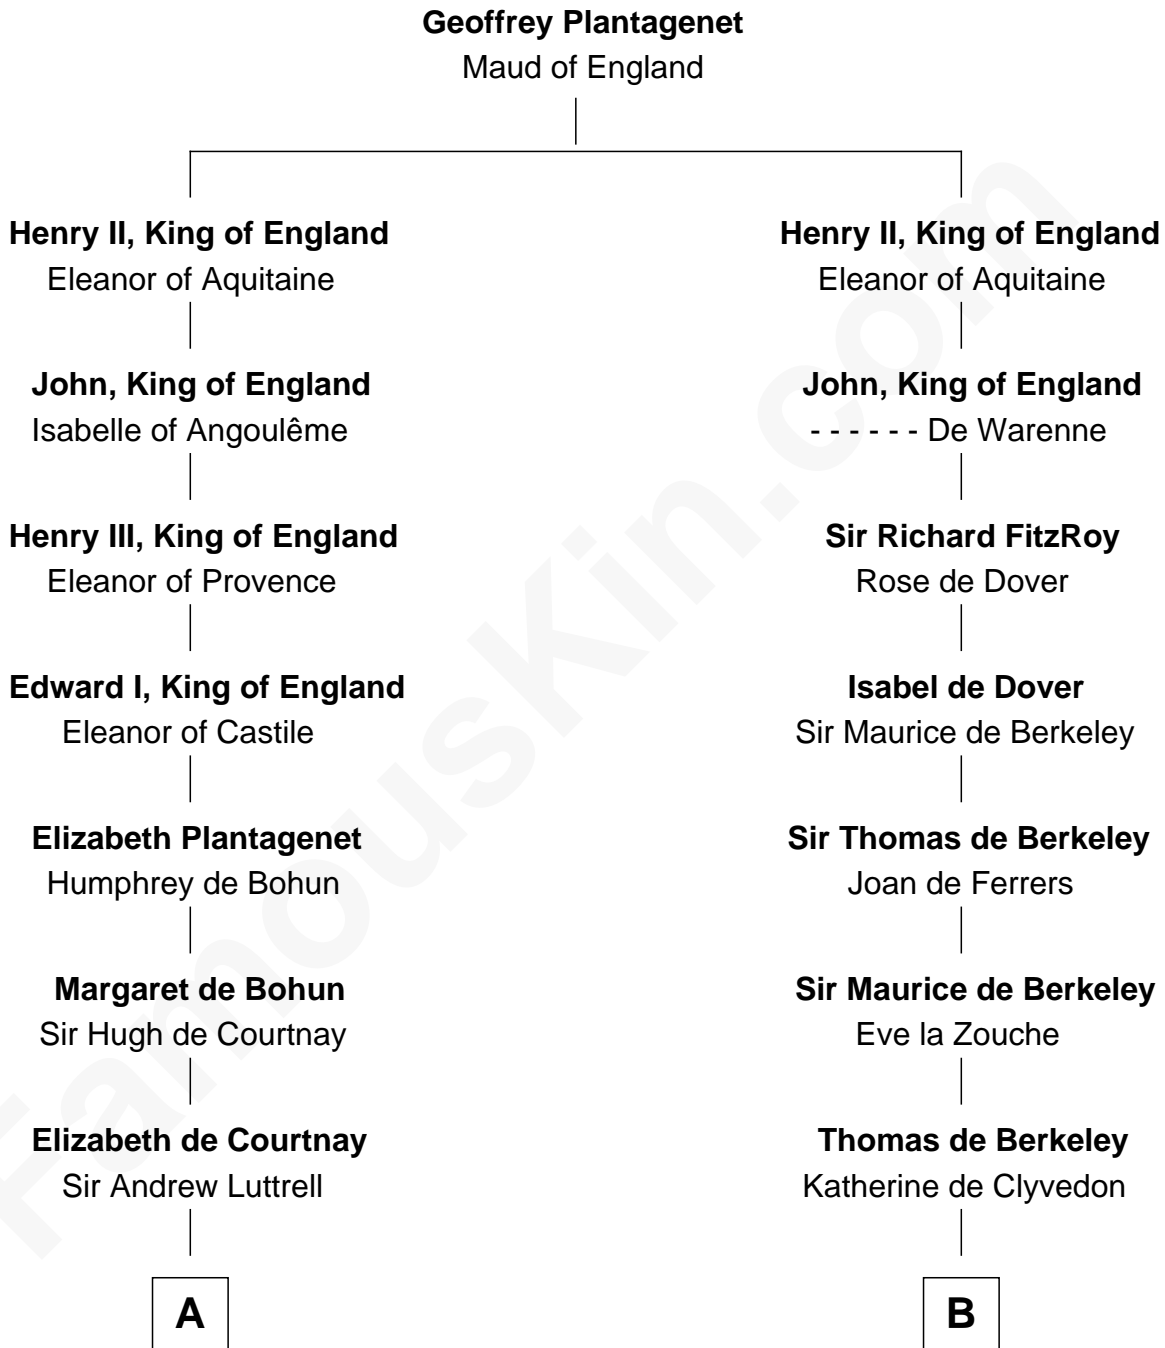 Geoffrey Plantagenet
Maud of England
Henry II, King of England
Eleanor of Aquitaine
Henry II, King of England
Eleanor of Aquitaine
John, King of England
Isabelle of Angoulême
John, King of England
- - - - - - De Warenne
Henry III, King of England
Eleanor of Provence
Sir Richard FitzRoy
Rose de Dover
Edward I, King of England
Eleanor of Castile
Isabel de Dover
Sir Maurice de Berkeley
Elizabeth Plantagenet
Humphrey de Bohun
Sir Thomas de Berkeley
Joan de Ferrers
Margaret de Bohun
Sir Hugh de Courtnay
Sir Maurice de Berkeley
Eve la Zouche
Elizabeth de Courtnay
Sir Andrew Luttrell
Thomas de Berkeley
Katherine de Clyvedon
A
B
FamousKin.com